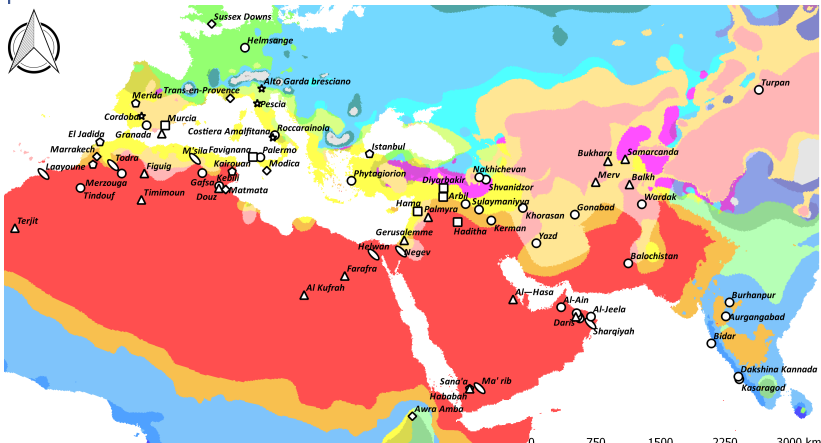 Sussex Downs
Helmsange
Alto Garda bresciano
Turpan
Trans-en-Provence
Merida
Pescia
Cordoba
Murcia
Costiera Amalfitana
Roccarainola
El Jadida
Granada
Istanbul
Samarcanda
Marrakech
M'sila
Favignana
Palermo
Bukhara
Laayoune
Todra
Figuig
Kairouan
Modica
Nakhichevan
Phytagiorion
Diyarbakir
Shvanidzor
Merv
Balkh
Merzouga
Gafsa
Kebili
Matmata
Tindouf
Timimoun
Douz
Arbil
Sulaymaniyya
Wardak
Hama
Palmyra
Khorasan
Gonabad
Terjit
Haditha
Kerman
Gerusalemme
Yazd
Helwan
Negev
Balochistan
Farafra
Al Kufrah
Al—Hasa
Al-Ain
Al-Jeela
Burhanpur
Daris
Sharqiyah
Aurgangabad
Bidar
Sana'a
Ma' rib
Dakshina Kannada
Hababah
Kasaragod
Awra Amba
0 750 1500 2250 3000 km